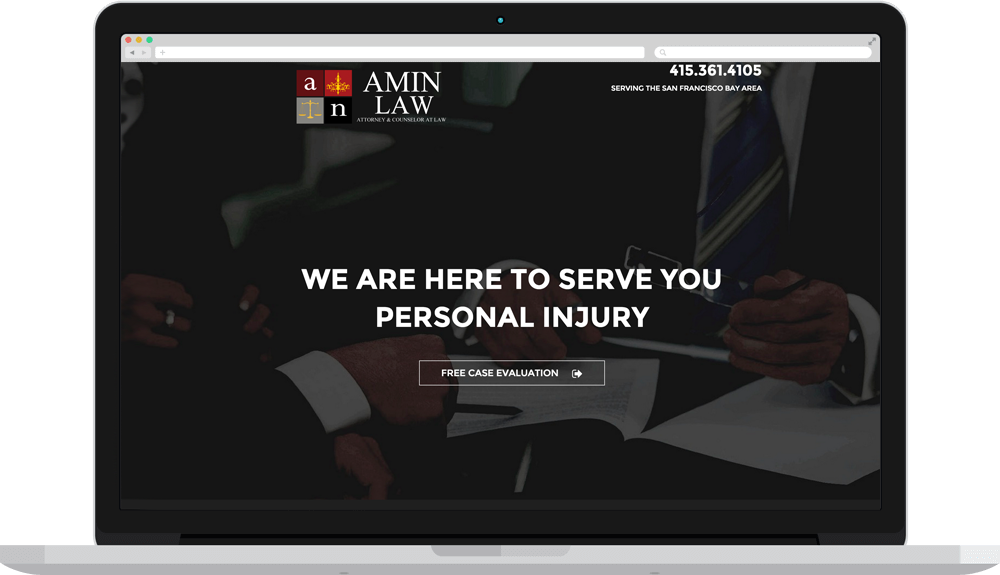 a
n
AMIN
LAW
ATTORNEY & COUNSELOR AT LAW
415.361.4105
SERVING THE SAN FRANCISCO BAY AREA
WE ARE HERE TO SERVE YOU
PERSONAL INJURY
FREE CASE EVALUATION